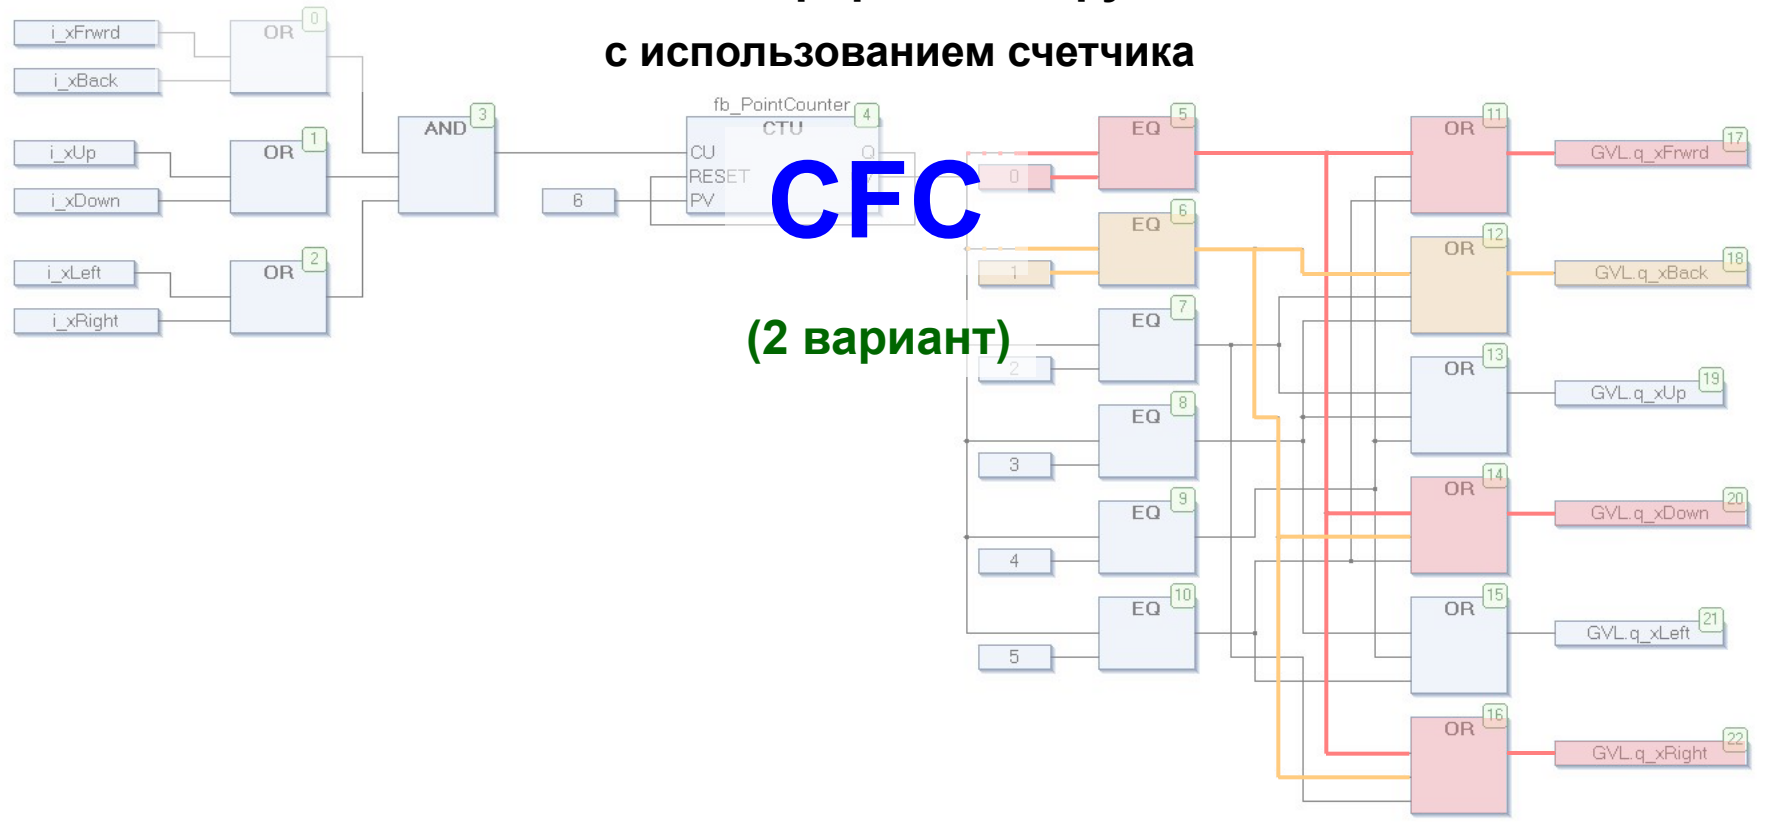 с использованием счетчика
CFC
(2 вариант)
i_xFrwrd
i_xBack
OR
0
i_xUp
i_xDown
OR
1
i_xLeft
i_xRight
OR
2
AND
3
6
fb_PointCounter
4
CTU
CU
Q
RESET
PV
EQ
5
0
EQ
6
1
EQ
7
2
EQ
8
3
EQ
9
4
EQ
10
5
OR
11
OR
12
OR
13
OR
14
OR
15
OR
16
GVL.q_xFrwrd
17
GVL.q_xBack
18
GVL.q_xUp
19
GVL.q_xDown
20
GVL.q_xLeft
21
GVL.q_xRight
22